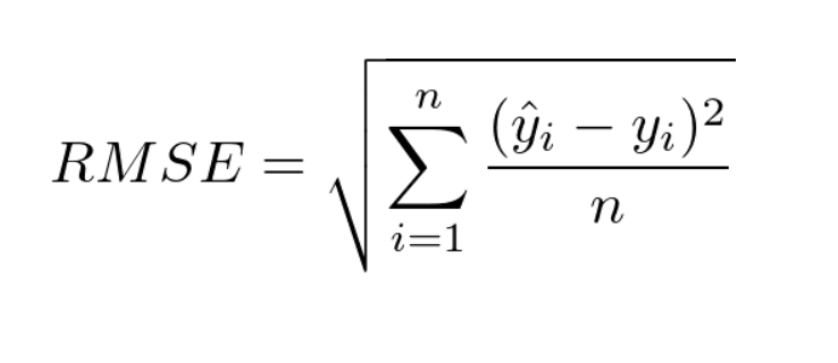 RMSE = \sqrt{\sum_{i=1}^{n} \frac{(\hat{y}_i - y_i)^2}{n}}